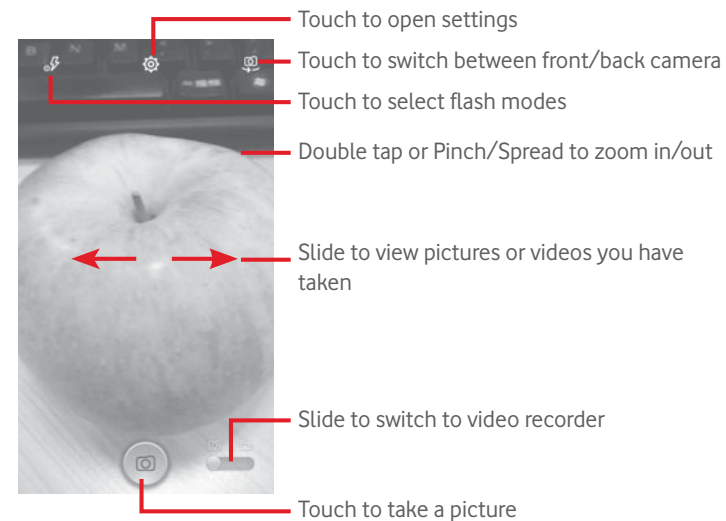 Touch to open settings
Touch to switch between front/back camera
Touch to select flash modes
Double tap or Pinch/Spread to zoom in/out
Slide to view pictures or videos you have
taken
Slide to switch to video recorder
Touch to take a picture